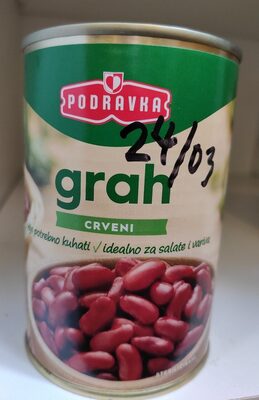 PODRAVKA
24/03
grah
CRVENI
potrebno kuhati ✓ idealno za salate i variva